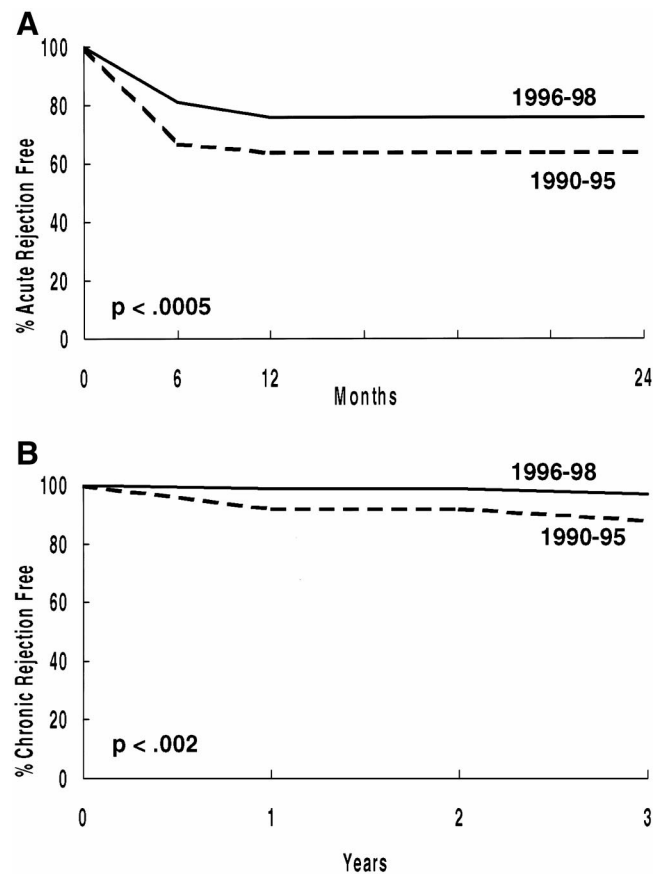 A
100
80
60
40
20
0
% Acute Rejection Free
1996-98
1990-95
p < .0005
0 6 12 24
Months
B
100
80
60
40
20
0
% Chronic Rejection Free
1996-98
1990-95
p < .002
0 1 2 3
Years